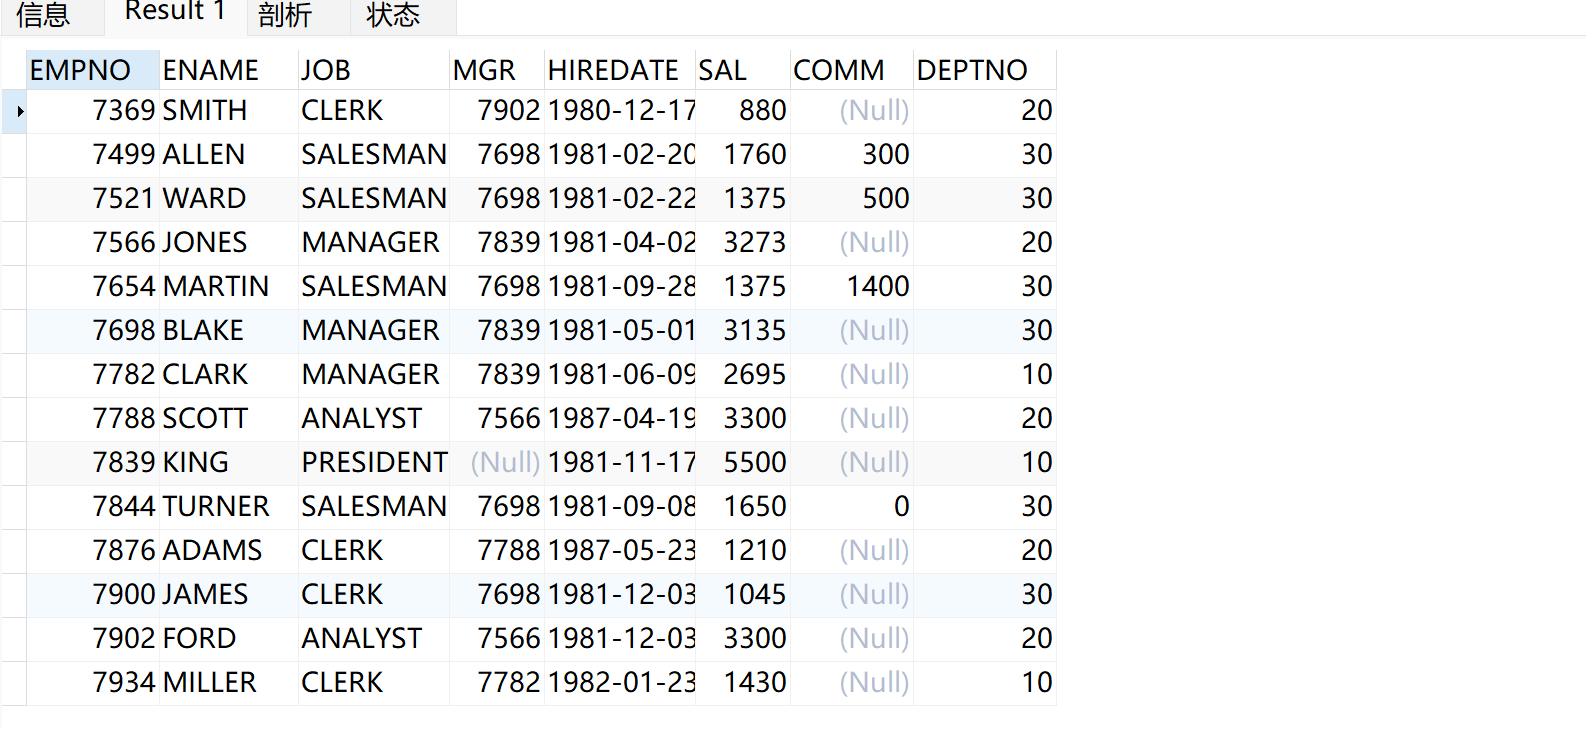 信息 Result 1 剖析 状态
EMPNO ENAME JOB MGR HIREDATE SAL COMM DEPTNO
7369 SMITH CLERK 7902 1980-12-17 880 (Null) 20
7499 ALLEN SALESMAN 7698 1981-02-20 1760 300 30
7521 WARD SALESMAN 7698 1981-02-22 1375 500 30
7566 JONES MANAGER 7839 1981-04-02 3273 (Null) 20
7654 MARTIN SALESMAN 7698 1981-09-28 1375 1400 30
7698 BLAKE MANAGER 7839 1981-05-01 3135 (Null) 30
7782 CLARK MANAGER 7839 1981-06-09 2695 (Null) 10
7788 SCOTT ANALYST 7566 1987-04-19 3300 (Null) 20
7839 KING PRESIDENT (Null) 1981-11-17 5500 (Null) 10
7844 TURNER SALESMAN 7698 1981-09-08 1650 0 30
7876 ADAMS CLERK 7788 1987-05-23 1210 (Null) 20
7900 JAMES CLERK 7698 1981-12-03 1045 (Null) 30
7902 FORD ANALYST 7566 1981-12-03 3300 (Null) 20
7934 MILLER CLERK 7782 1982-01-23 1430 (Null) 10